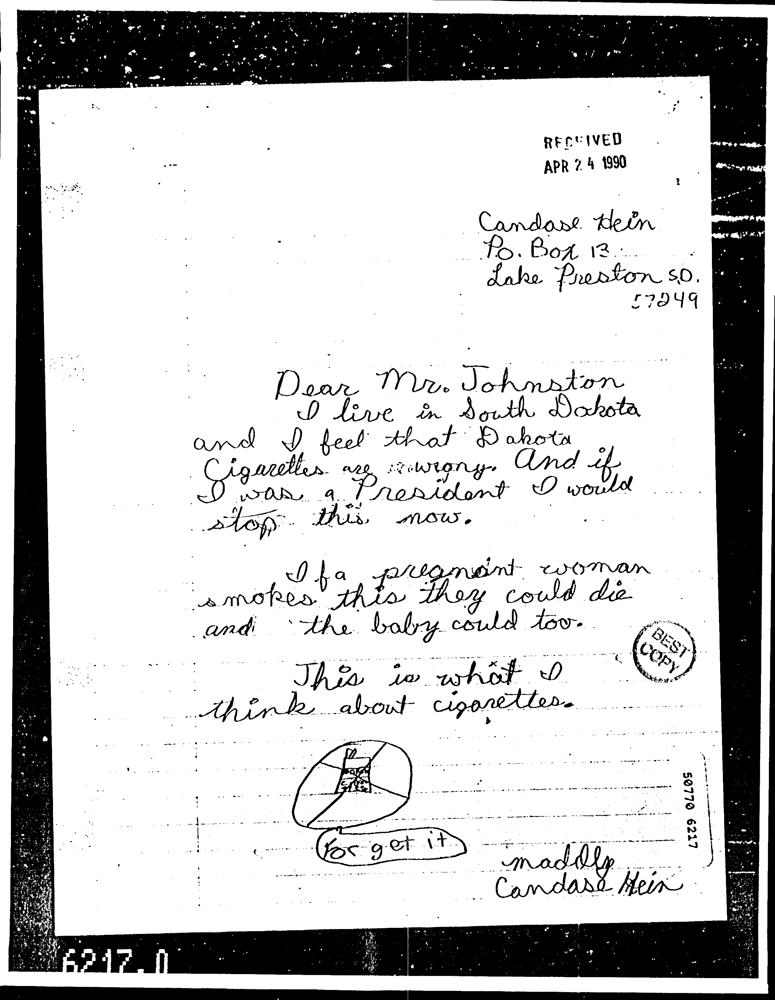 RECEIVED
APR 24 1990
Candase Hein
Po. Box 13
Lake Preston S.D.
57249
Dear Mr. Johnston
I live in South Dakota
and I feel that Dakota
Cigarettes are wrong. And if
I was a President I would
stop this now.
If a pregnant woman
smokes this they could die
and the baby could too.
This is what I
think about cigarettes.
BEST
COPY
For get it
maddly
Candase Hein
50770 6217
6217.0